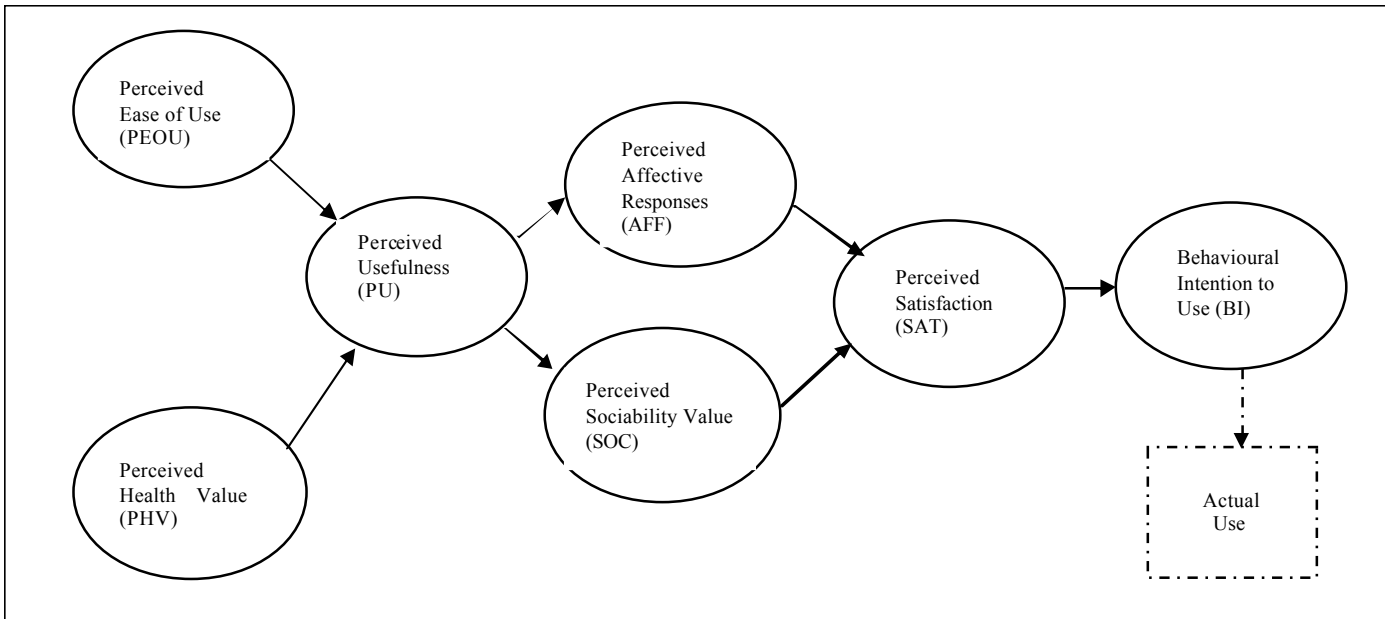 Perceived
Ease of Use
(PEOU)
Perceived
Affective
Responses
(AFF)
Perceived
Usefulness
(PU)
Perceived
Satisfaction
(SAT)
Behavioural
Intention to
Use (BI)
Perceived
Sociability Value
(SOC)
Perceived
Health Value
(PHV)
Actual
Use